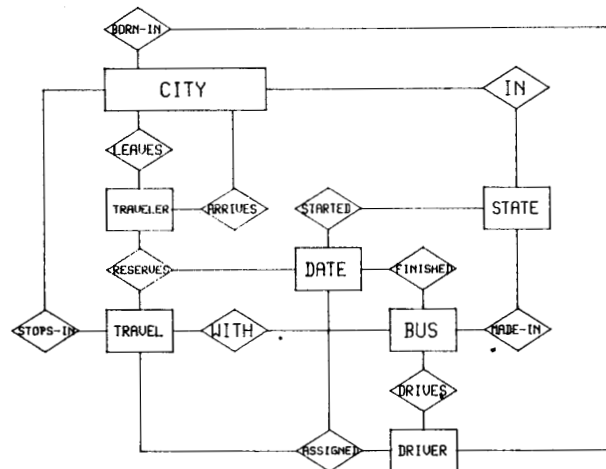 BORN-IN
CITY
IN
LEAVES
TRAVELER
ARRIVES
STARTED
STATE
RESERVES
DATE
FINISHED
STOPS-IN
TRAVEL
WITH
BUS
MADE-IN
DRIVES
ASSIGNED
DRIVER